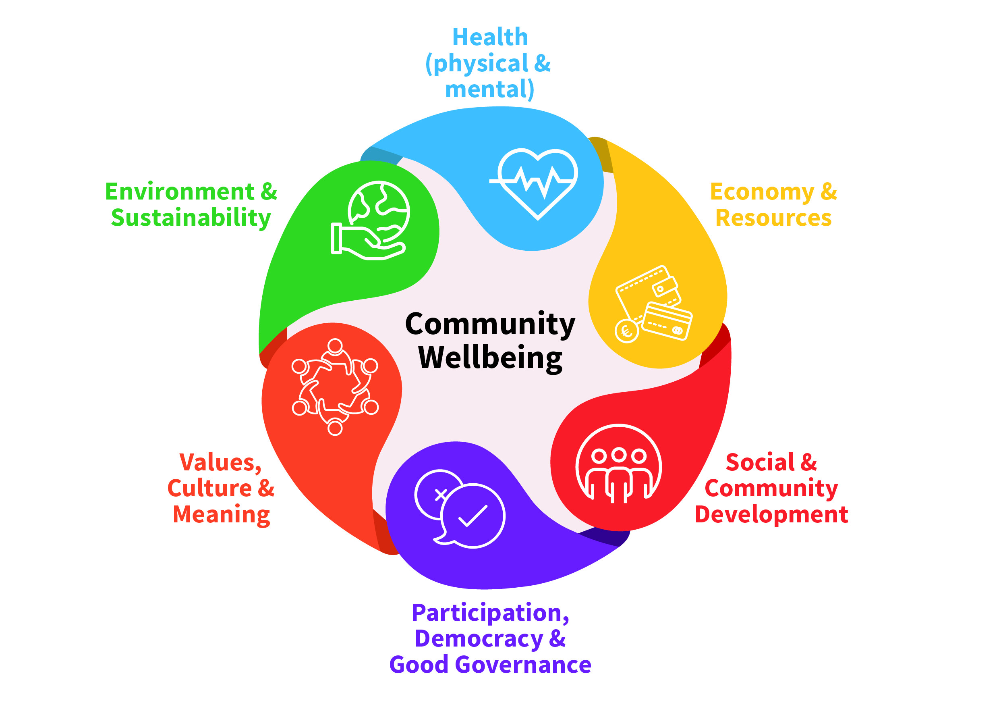 Health
(physical &
mental)
Economy &
Resources
Environment &
Sustainability
Community
Wellbeing
€
Social &
Community
Development
Values,
Culture &
Meaning
Participation,
Democracy &
Good Governance